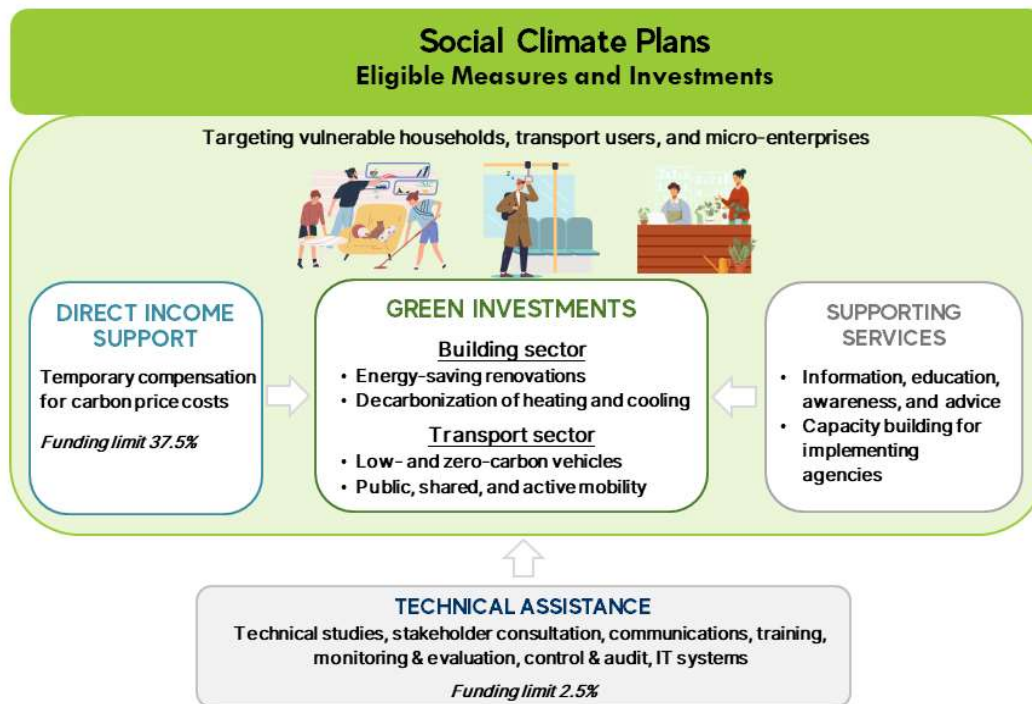 Social Climate Plans
Eligible Measures and Investments
Targeting vulnerable households, transport users, and micro-enterprises
z
DIRECT INCOME
SUPPORT
Temporary compensation
for carbon price costs
Funding limit 37.5%
GREEN INVESTMENTS
Building sector
• Energy-saving renovations
• Decarbonization of heating and cooling
Transport sector
• Low- and zero-carbon vehicles
• Public, shared, and active mobility
SUPPORTING
SERVICES
• Information, education,
awareness, and advice
• Capacity building for
implementing
agencies
TECHNICAL ASSISTANCE
Technical studies, stakeholder consultation, communications, training,
monitoring & evaluation, control & audit, IT systems
Funding limit 2.5%